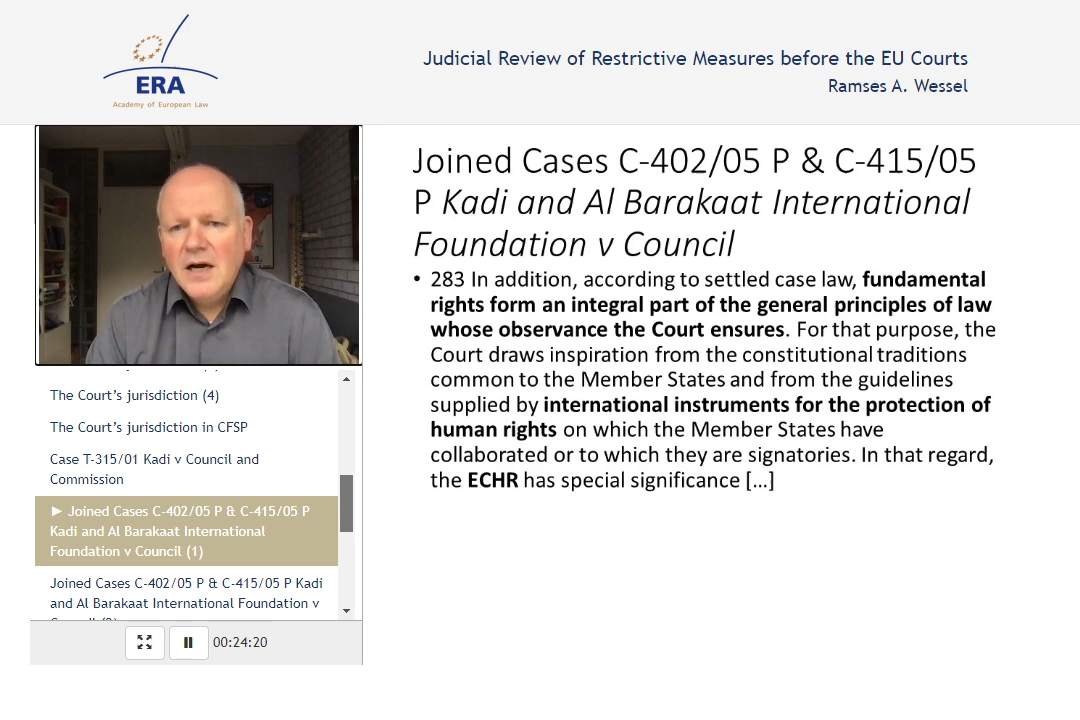 ERA
Academy of European Law
Judicial Review of Restrictive Measures before the EU Courts
Ramses A. Wessel
The Court's jurisdiction (4)
The Court's jurisdiction in CFSP
Case T-315/01 Kadi v Council and
Commission
► Joined Cases C-402/05 P & C-415/05 P
Kadi and Al Barakaat International
Foundation v Council (1)
Joined Cases C-402/05 P & C-415/05 P Kadi
and Al Barakaat International Foundation v
00:24:20
Joined Cases C-402/05 P & C-415/05
P Kadi and Al Barakaat International
Foundation v Council
• 283 In addition, according to settled case law, fundamental
rights form an integral part of the general principles of law
whose observance the Court ensures. For that purpose, the
Court draws inspiration from the constitutional traditions
common to the Member States and from the guidelines
supplied by international instruments for the protection of
human rights on which the Member States have
collaborated or to which they are signatories. In that regard,
the ECHR has special significance […]